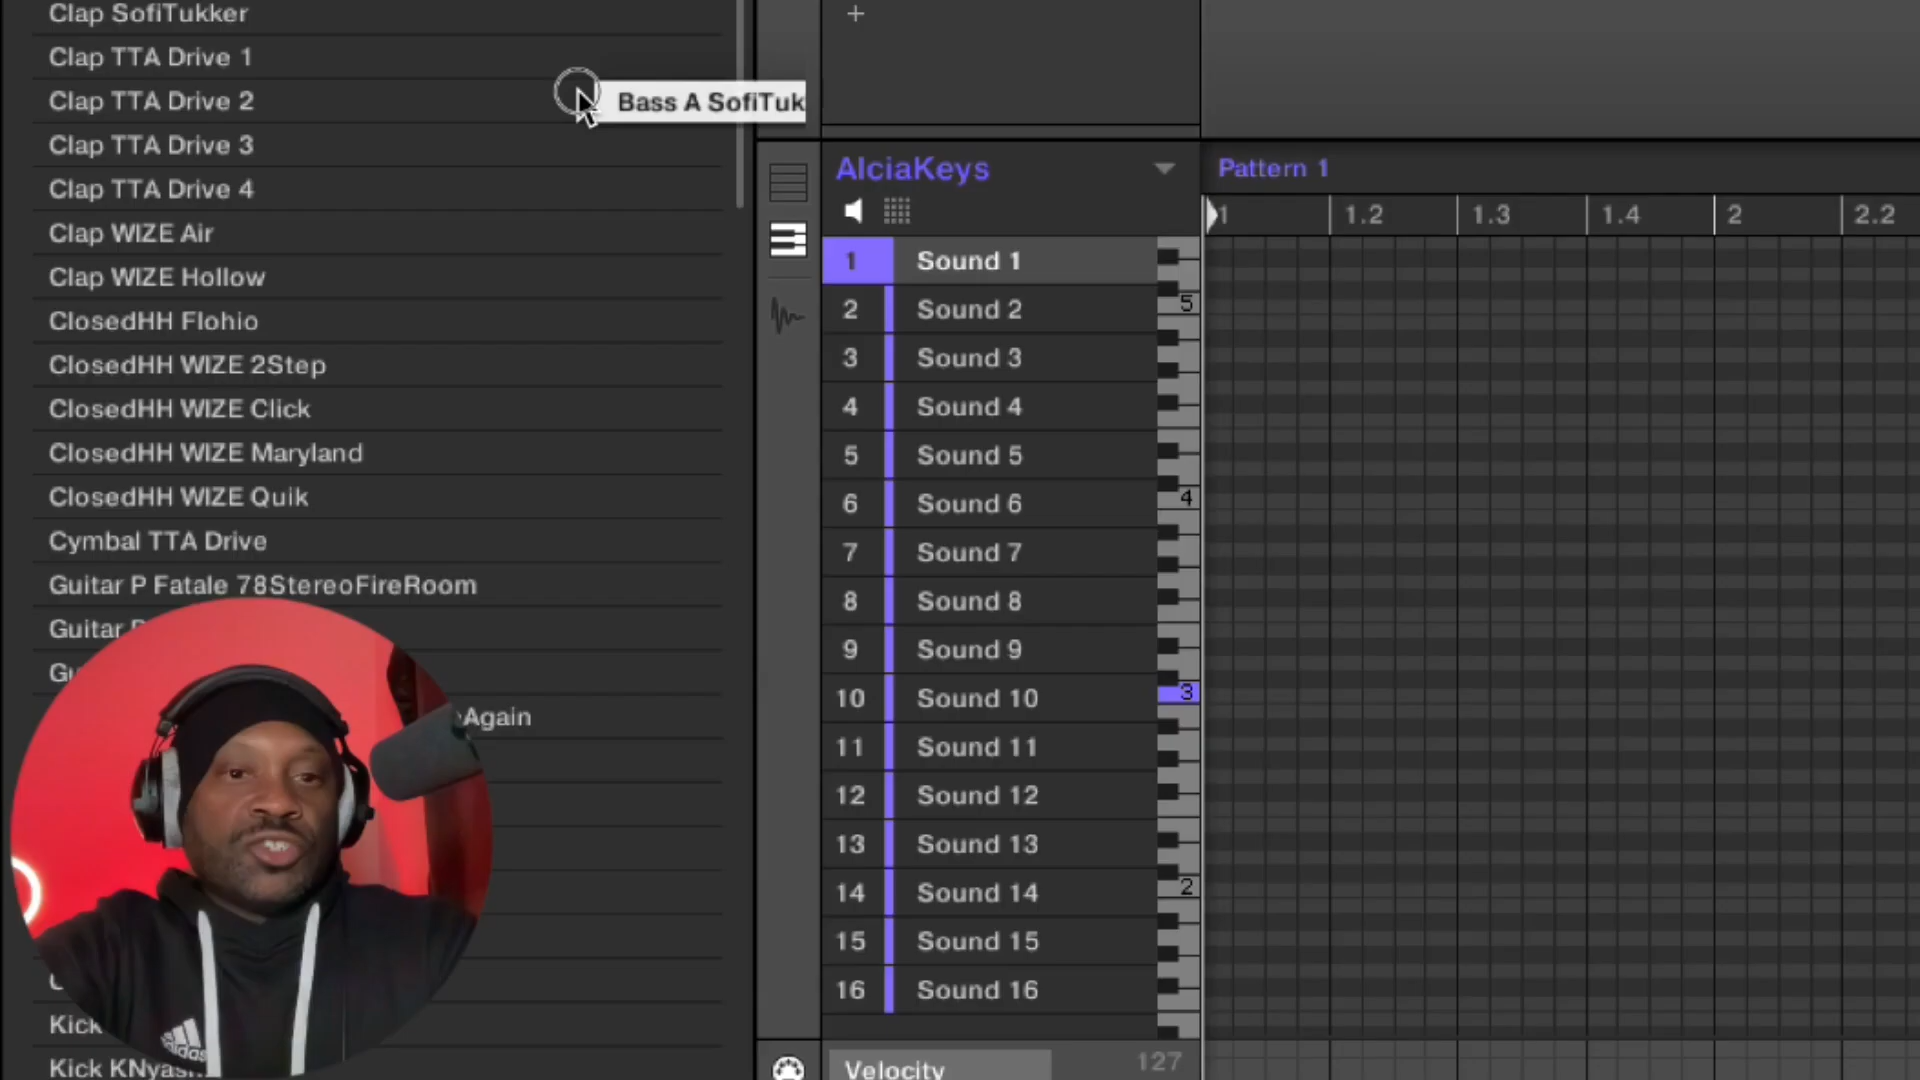 Clap SofiTukker
Clap TTA Drive 1
Clap TTA Drive 2
Bass A SofiTuk
Clap TTA Drive 3
Clap TTA Drive 4
Clap WIZE Air
Clap WIZE Hollow
ClosedHH Flohio
ClosedHH WIZE 2Step
ClosedHH WIZE Click
ClosedHH WIZE Maryland
ClosedHH WIZE Quik
Cymbal TTA Drive
Guitar P Fatale 78StereoFireRoom
Guitar
Again
Kick
Kick KNyas
adidas
+
AlciaKeys
1 Sound 1
2 Sound 2
3 Sound 3
4 Sound 4
5 Sound 5
6 Sound 6
7 Sound 7
8 Sound 8
9 Sound 9
10 Sound 10
11 Sound 11
12 Sound 12
13 Sound 13
14 Sound 14
15 Sound 15
16 Sound 16
5
4
3
2
Velocity 127
Pattern 1
1 1.2 1.3 1.4 2 2.2